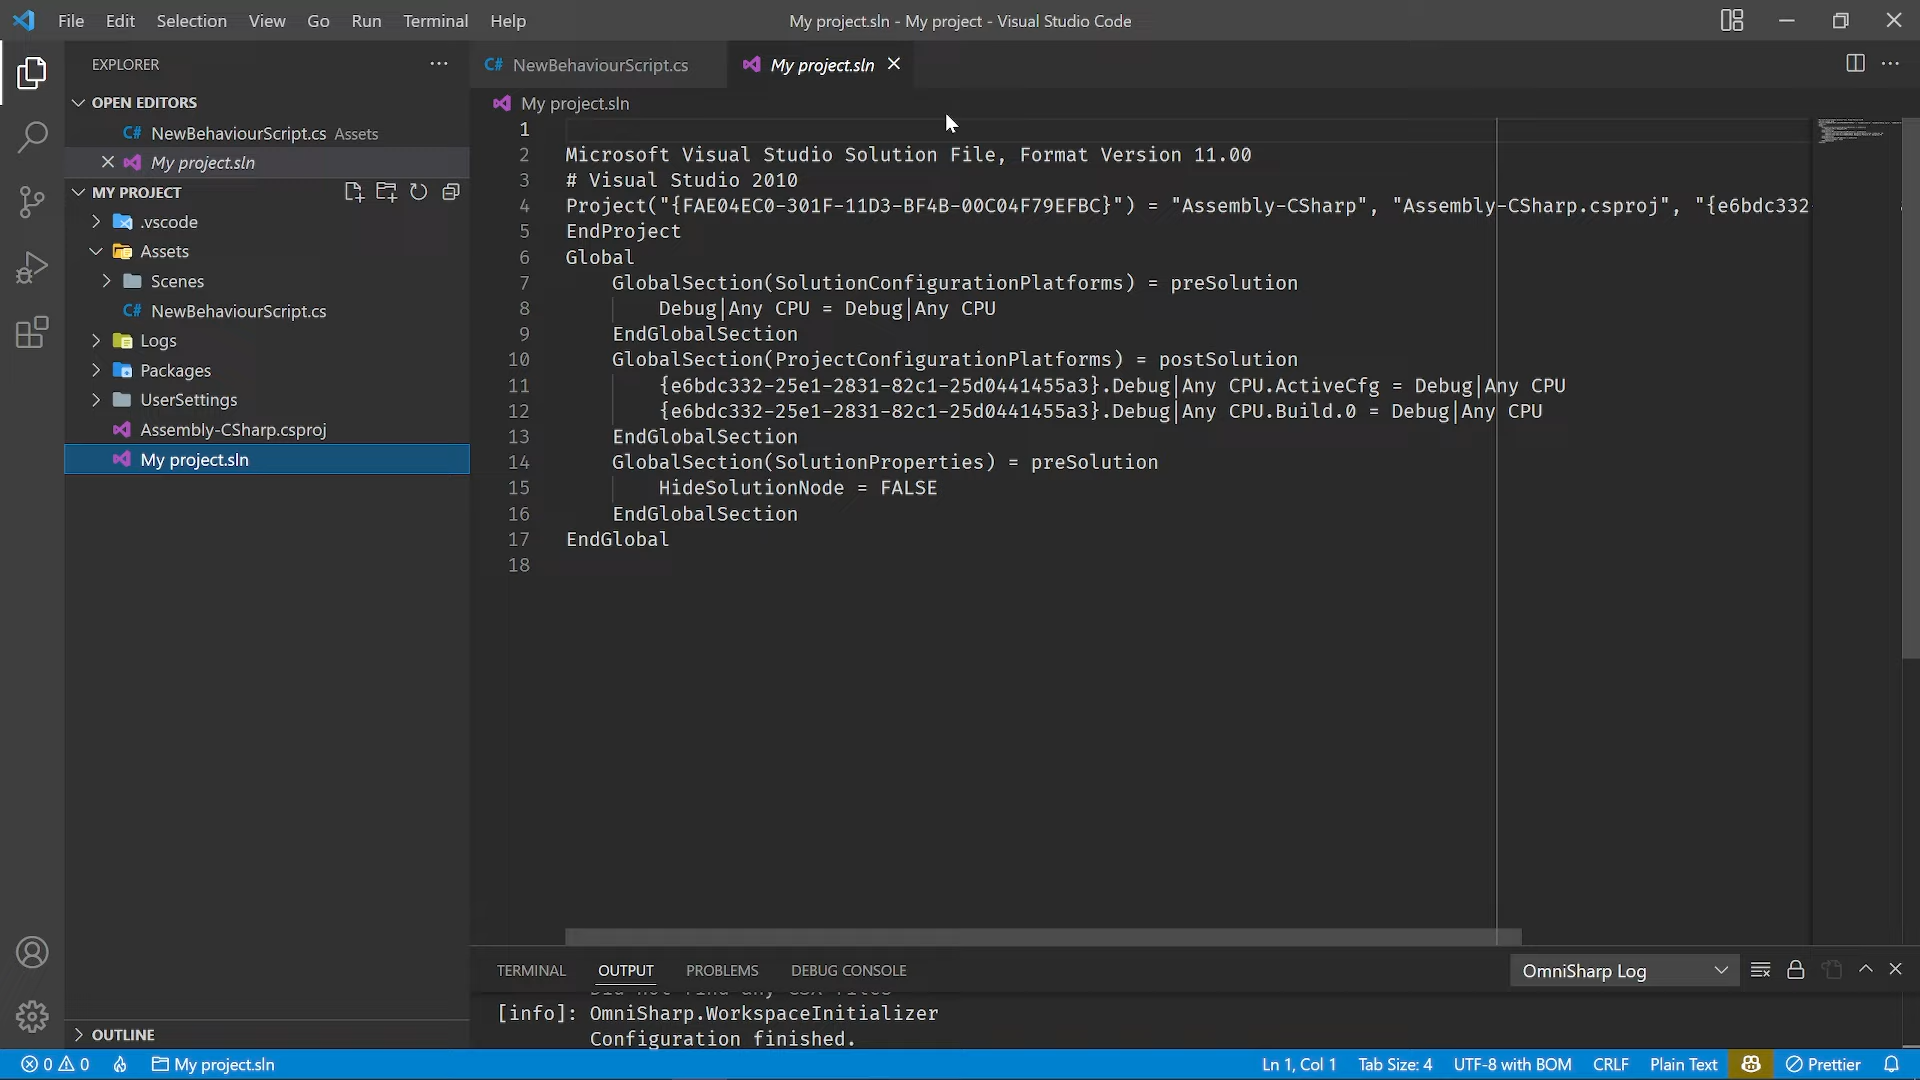 File Edit Selection View Go Run Terminal Help
My project.sln - My project - Visual Studio Code
EXPLORER
OPEN EDITORS
C# NewBehaviourScript.cs Assets
My project.sln
MY PROJECT
.vscode
Assets
Scenes
C# NewBehaviourScript.cs
Logs
Packages
UserSettings
Assembly-CSharp.csproj
My project.sln
OUTLINE
C# NewBehaviourScript.cs
My project.sln
My project.sln
1
2 Microsoft Visual Studio Solution File, Format Version 11.00
3 # Visual Studio 2010
4 Project("{FAE04EC0-301F-11D3-BF4B-00C04F79EFBC}") = "Assembly-CSharp", "Assembly-CSharp.csproj", "{e6bdc332-
5 EndProject
6 Global
7 GlobalSection(SolutionConfigurationPlatforms) = preSolution
8 Debug|Any CPU = Debug|Any CPU
9 EndGlobalSection
10 GlobalSection(ProjectConfigurationPlatforms) = postSolution
11 {e6bdc332-25e1-2831-82c1-25d0441455a3}.Debug|Any CPU.ActiveCfg = Debug|Any CPU
12 {e6bdc332-25e1-2831-82c1-25d0441455a3}.Debug|Any CPU.Build.0 = Debug|Any CPU
13 EndGlobalSection
14 GlobalSection(SolutionProperties) = preSolution
15 HideSolutionNode = FALSE
16 EndGlobalSection
17 EndGlobal
18
TERMINAL OUTPUT PROBLEMS DEBUG CONSOLE
OmniSharp Log
Did not find any CSX files
[info]: OmniSharp.WorkspaceInitializer
Configuration finished.
0 0 My project.sln
Ln 1, Col 1 Tab Size: 4 UTF-8 with BOM CRLF Plain Text Prettier